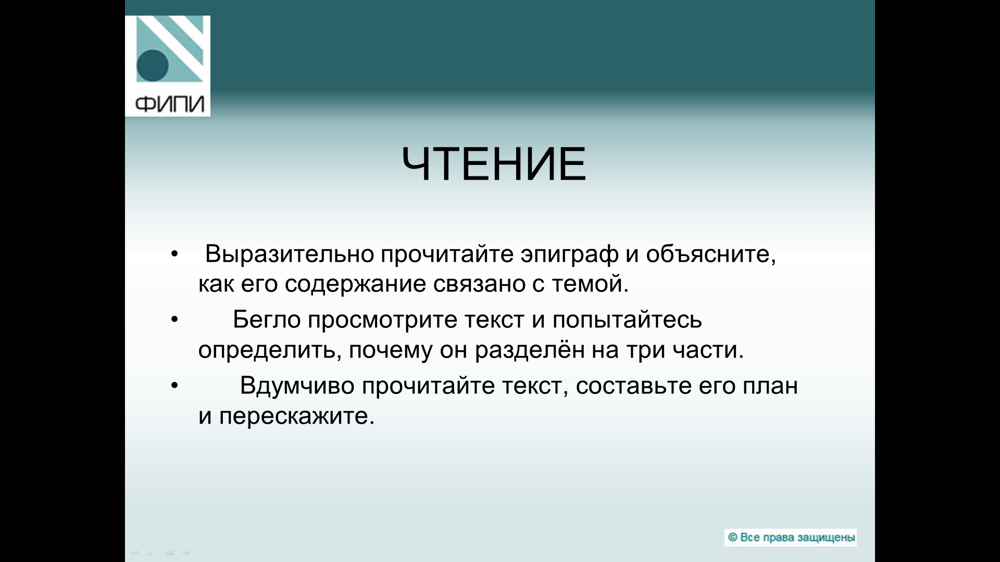 ФИПИ
ЧТЕНИЕ
• Выразительно прочитайте эпиграф и объясните,
как его содержание связано с темой.
• Бегло просмотрите текст и попытайтесь
определить, почему он разделён на три части.
• Вдумчиво прочитайте текст, составьте его план
и перескажите.
© Все права защищены